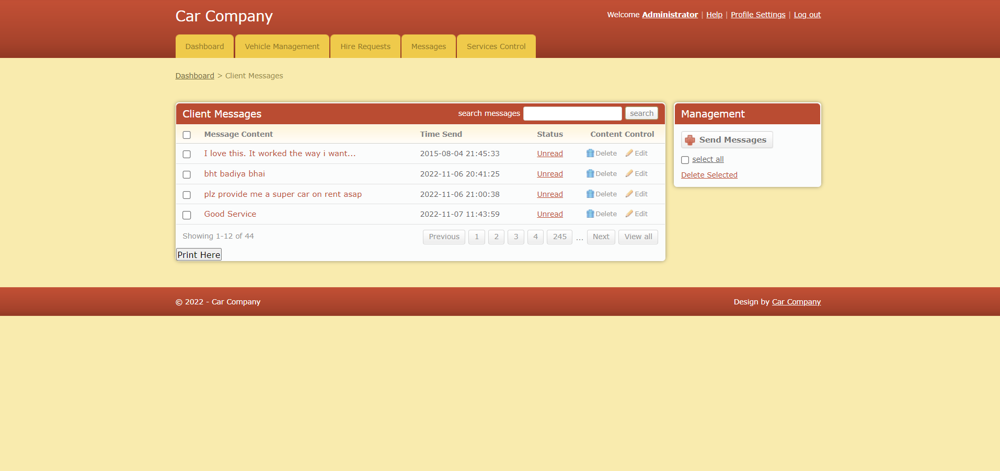 Car Company
Welcome Administrator | Help | Profile Settings | Log out
Dashboard Vehicle Management Hire Requests Messages Services Control
Dashboard > Client Messages
Client Messages search messages search
Message Content Time Send Status Content Control
I love this. It worked the way i want... 2015-08-04 21:45:33 Unread Delete Edit
bht badiya bhai 2022-11-06 20:41:25 Unread Delete Edit
plz provide me a super car on rent asap 2022-11-06 21:00:38 Unread Delete Edit
Good Service 2022-11-07 11:43:59 Unread Delete Edit
Showing 1-12 of 44 Previous 1 2 3 4 245 ... Next View all
Print Here
Management
Send Messages
select all
Delete Selected
© 2022 - Car Company
Design by Car Company